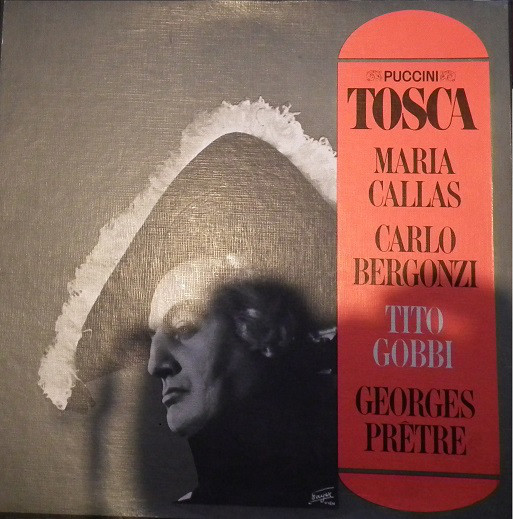 PUCCINI
TOSCA
MARIA
CALLAS
CARLO
BERGONZI
TITO
GOBBI
GEORGES
PRÊTRE